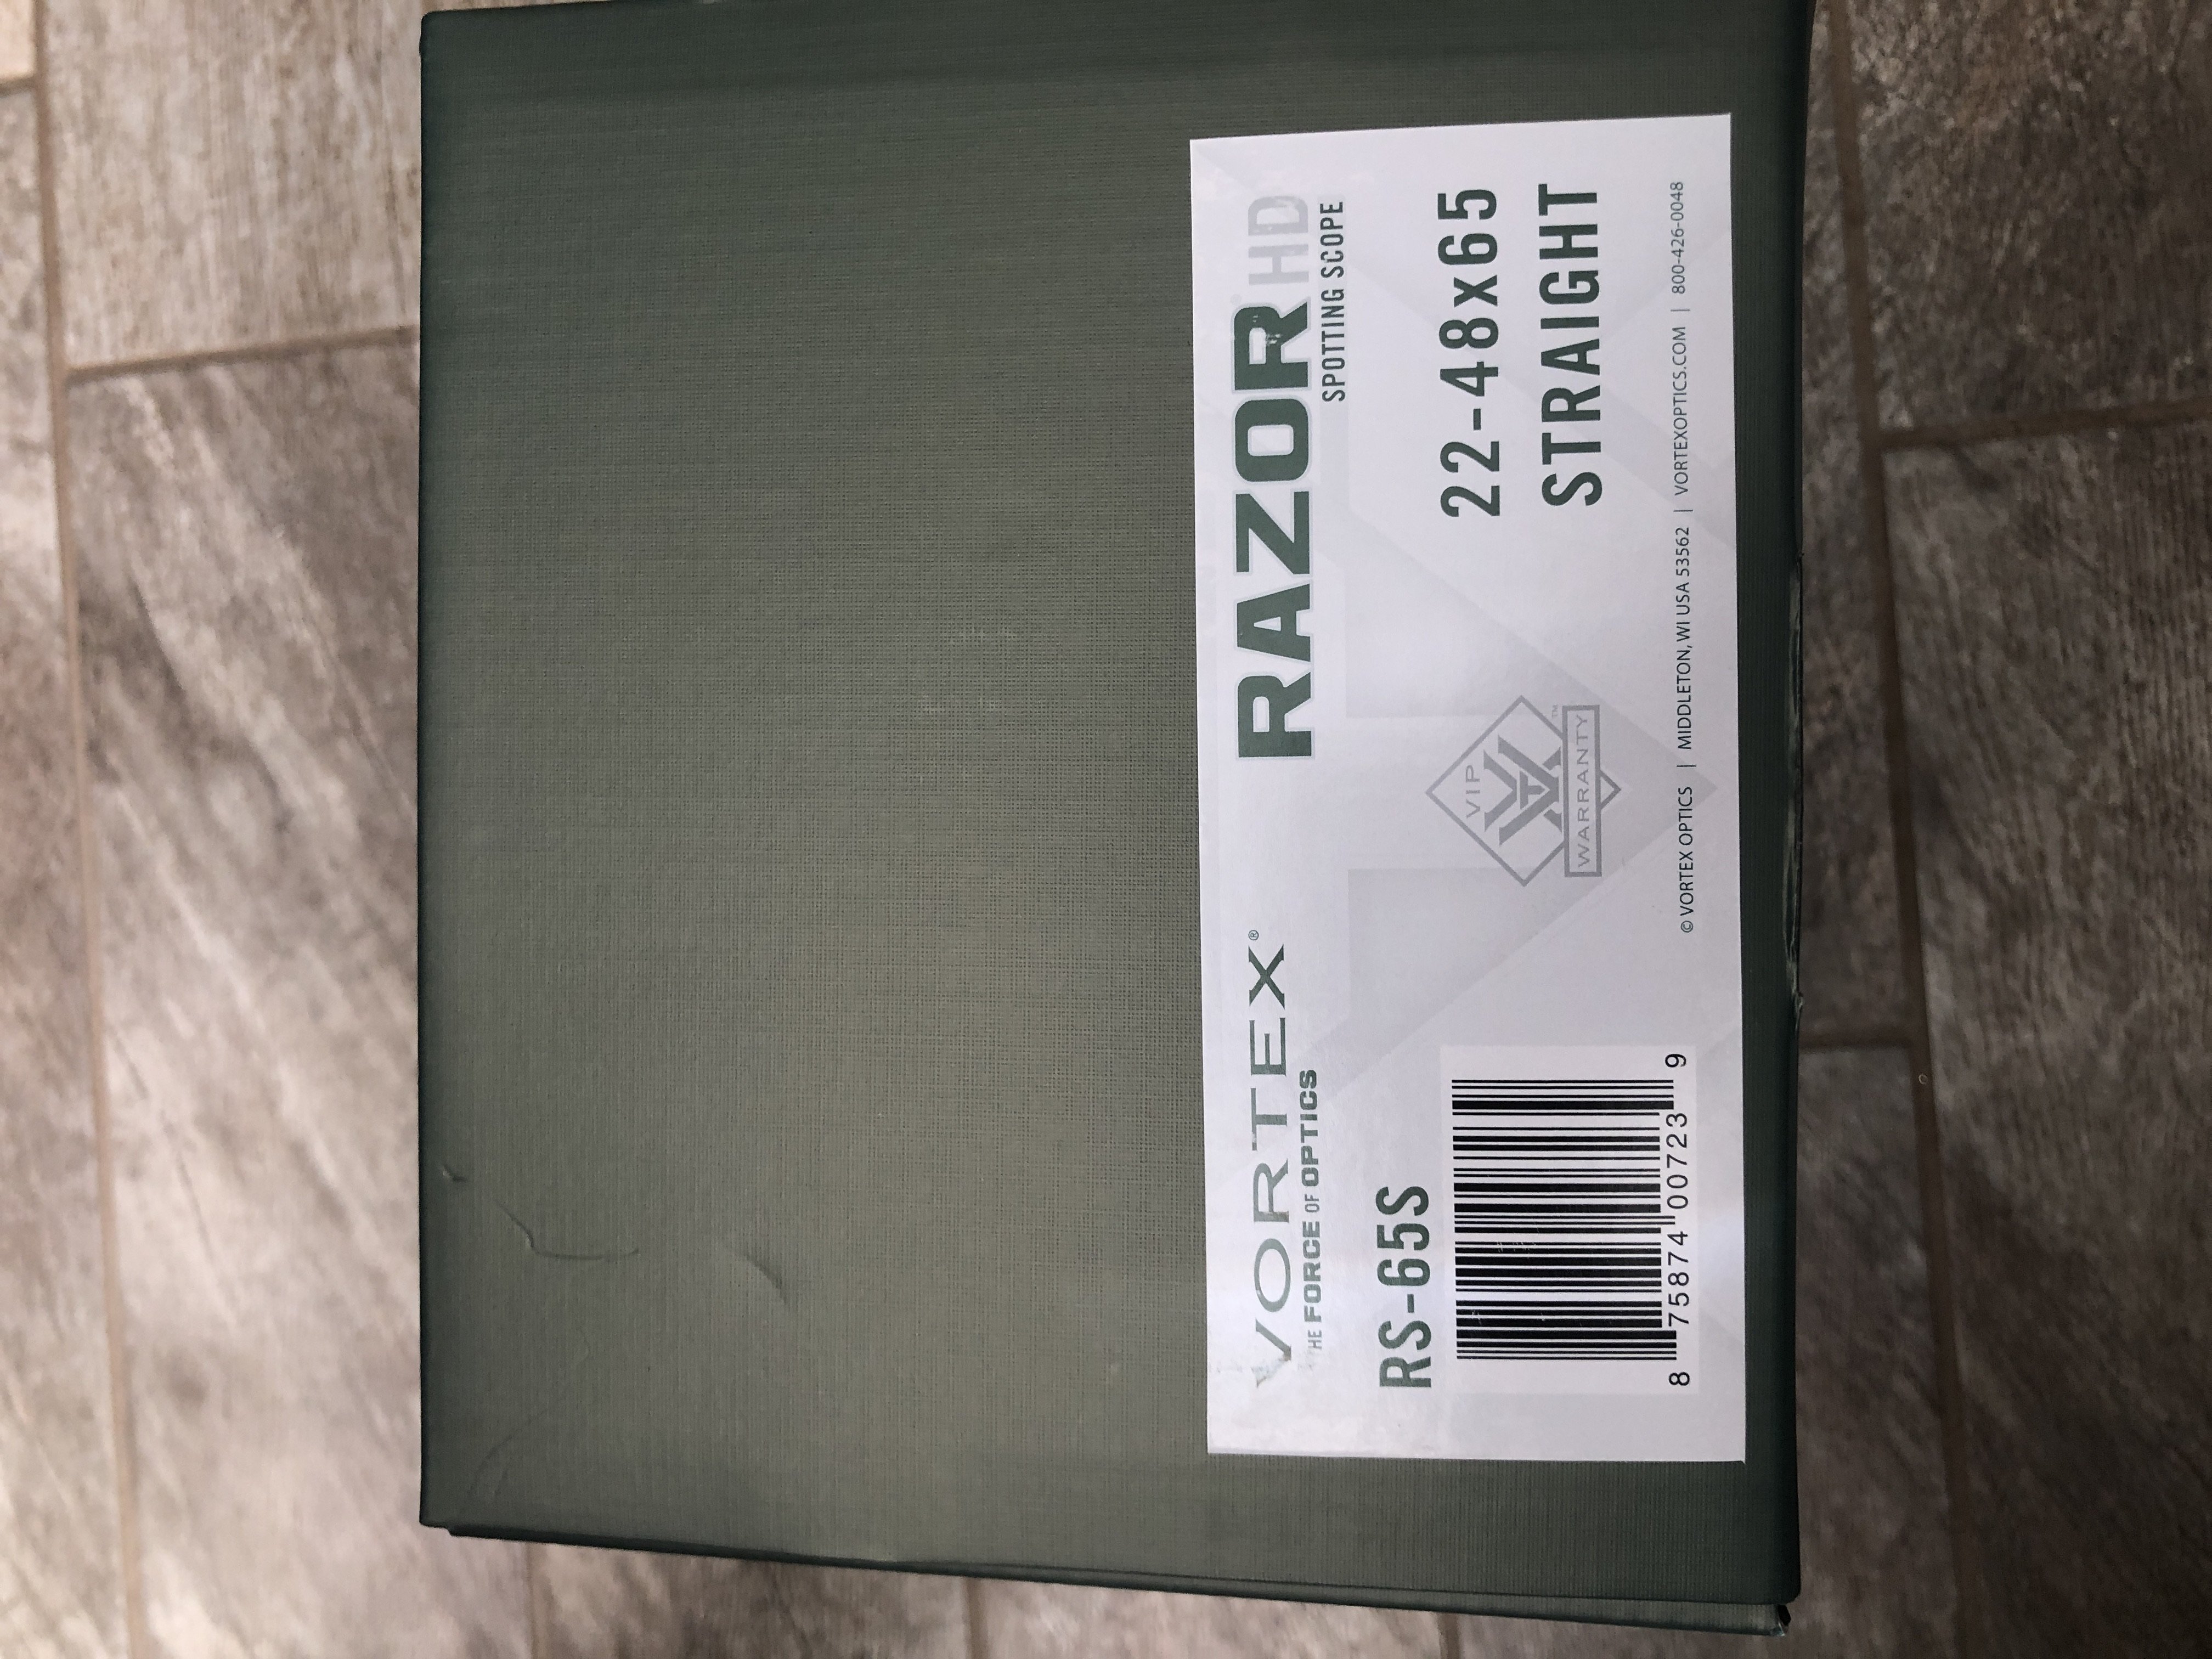 VORTEX®
THE FORCE OF OPTICS
RAZOR HD
SPOTTING SCOPE
RS-65S
8 75874 00723 9
VIP
WARRANTY™
22-48x65
STRAIGHT
© VORTEX OPTICS | MIDDLETON, WI USA 53562 | VORTEXOPTICS.COM | 800-426-0048